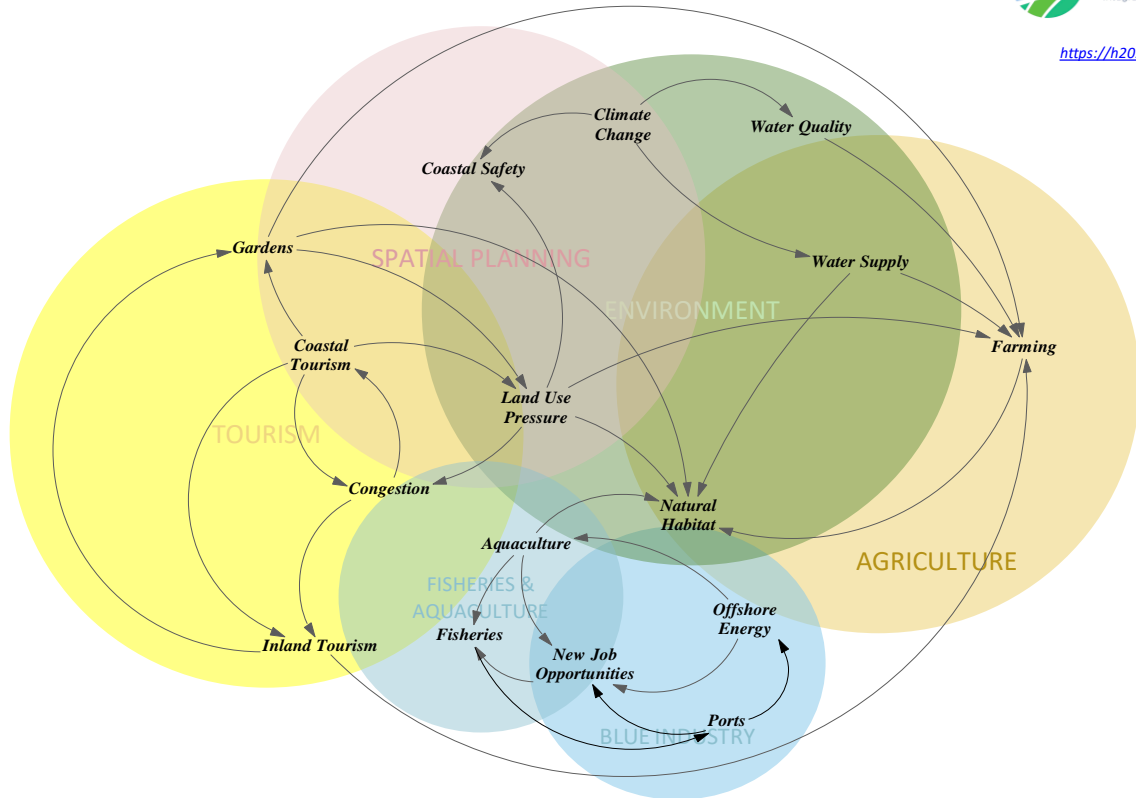 https://h20
Climate
Change
Water Quality
Coastal Safety
Gardens
SPATIAL PLANNING
Water Supply
ENVIRONMENT
Coastal
Tourism
Farming
Land Use
Pressure
TOURISM
Congestion
Natural
Habitat
Aquaculture
AGRICULTURE
FISHERIES &
AQUACULTURE
Offshore
Energy
Fisheries
Inland Tourism
New Job
Opportunities
Ports
BLUE INDUSTRY